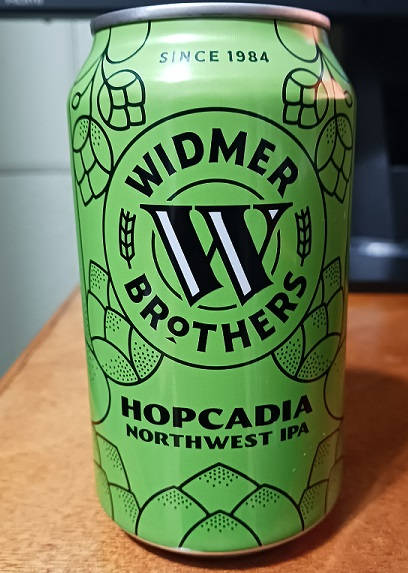 SINCE 1984
WIDMER
W
BROTHERS
HOPCADIA
NORTHWEST IPA